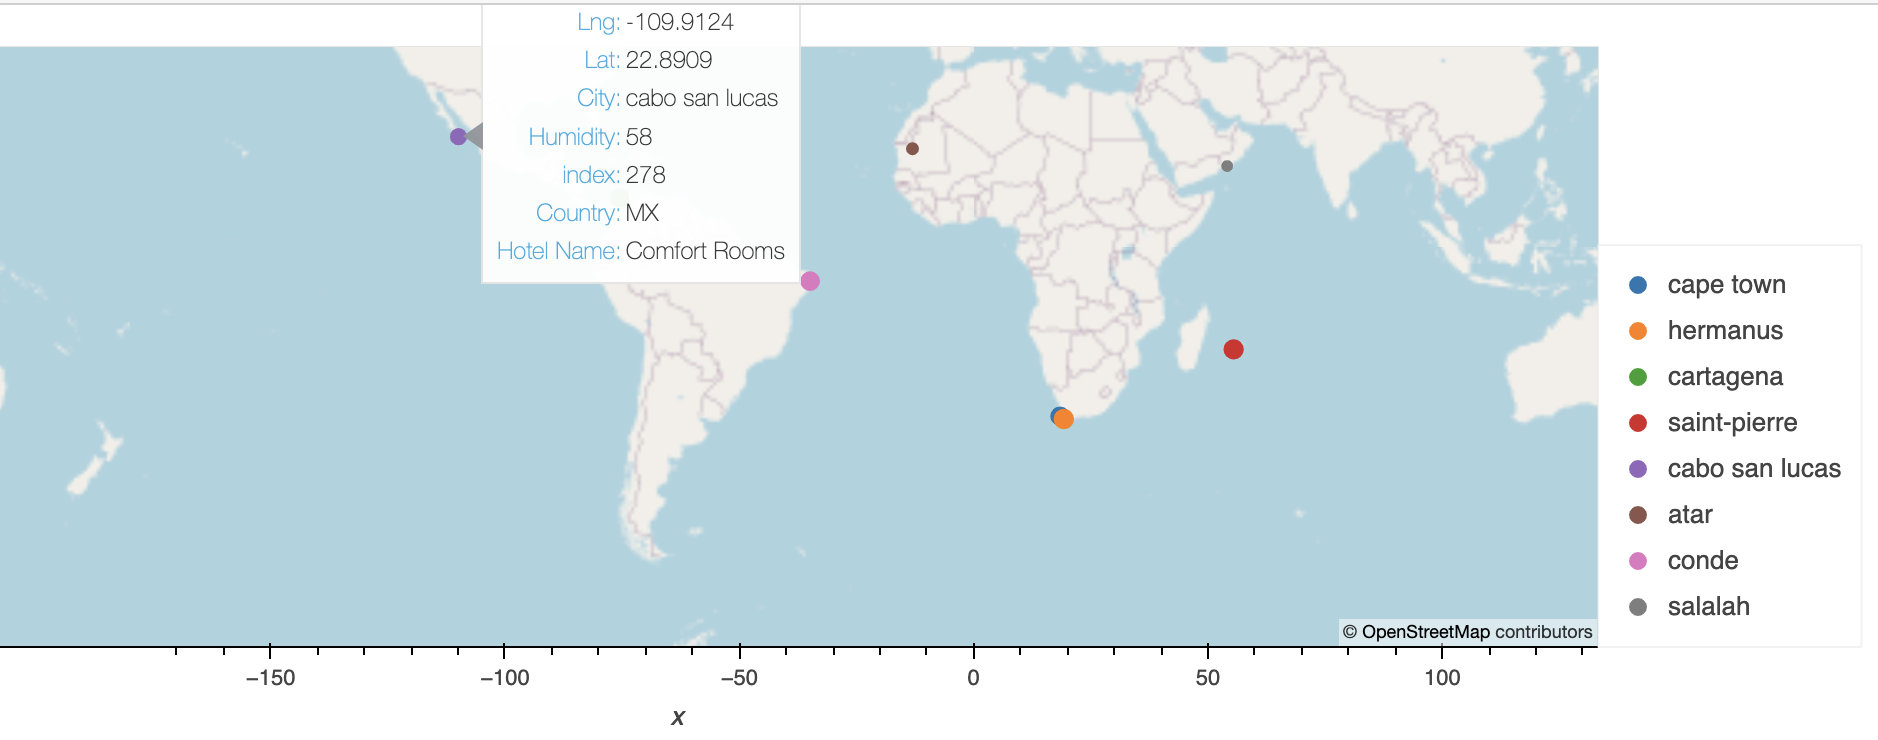 Lng: -109.9124
Lat: 22.8909
City: cabo san lucas
Humidity: 58
index: 278
Country: MX
Hotel Name: Comfort Rooms
cape town
hermanus
cartagena
saint-pierre
cabo san lucas
atar
conde
salalah
© OpenStreetMap contributors
−150 −100 −50 0 50 100
x